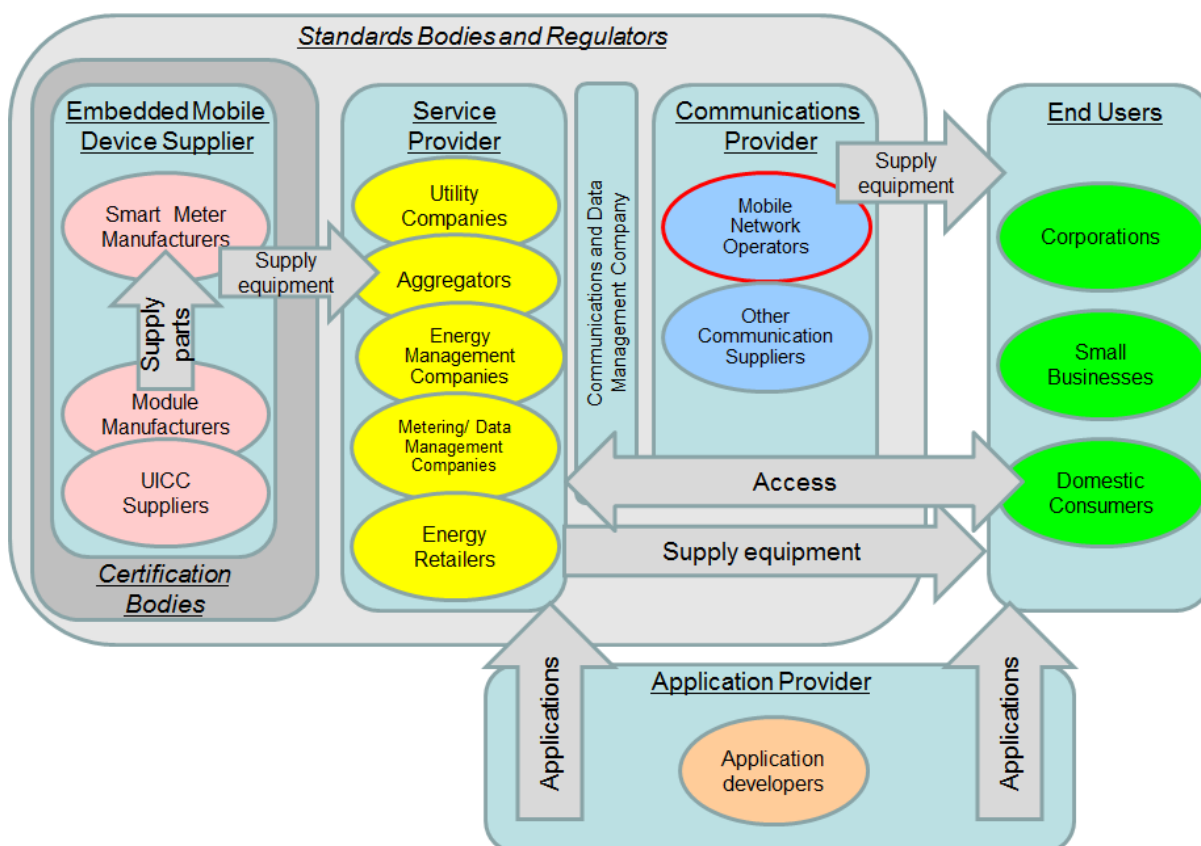 Standards Bodies and Regulators
Embedded Mobile
Device Supplier
Smart Meter
Manufacturers
Supply
parts
Module
Manufacturers
UICC
Suppliers
Certification
Bodies
Supply
equipment
Service
Provider
Utility
Companies
Aggregators
Energy
Management
Companies
Metering/ Data
Management
Companies
Energy
Retailers
Communications and Data
Management Company
Communications
Provider
Mobile
Network
Operators
Other
Communication
Suppliers
Supply
equipment
End Users
Corporations
Small
Businesses
Domestic
Consumers
Access
Supply equipment
Applications
Application Provider
Application
developers
Applications